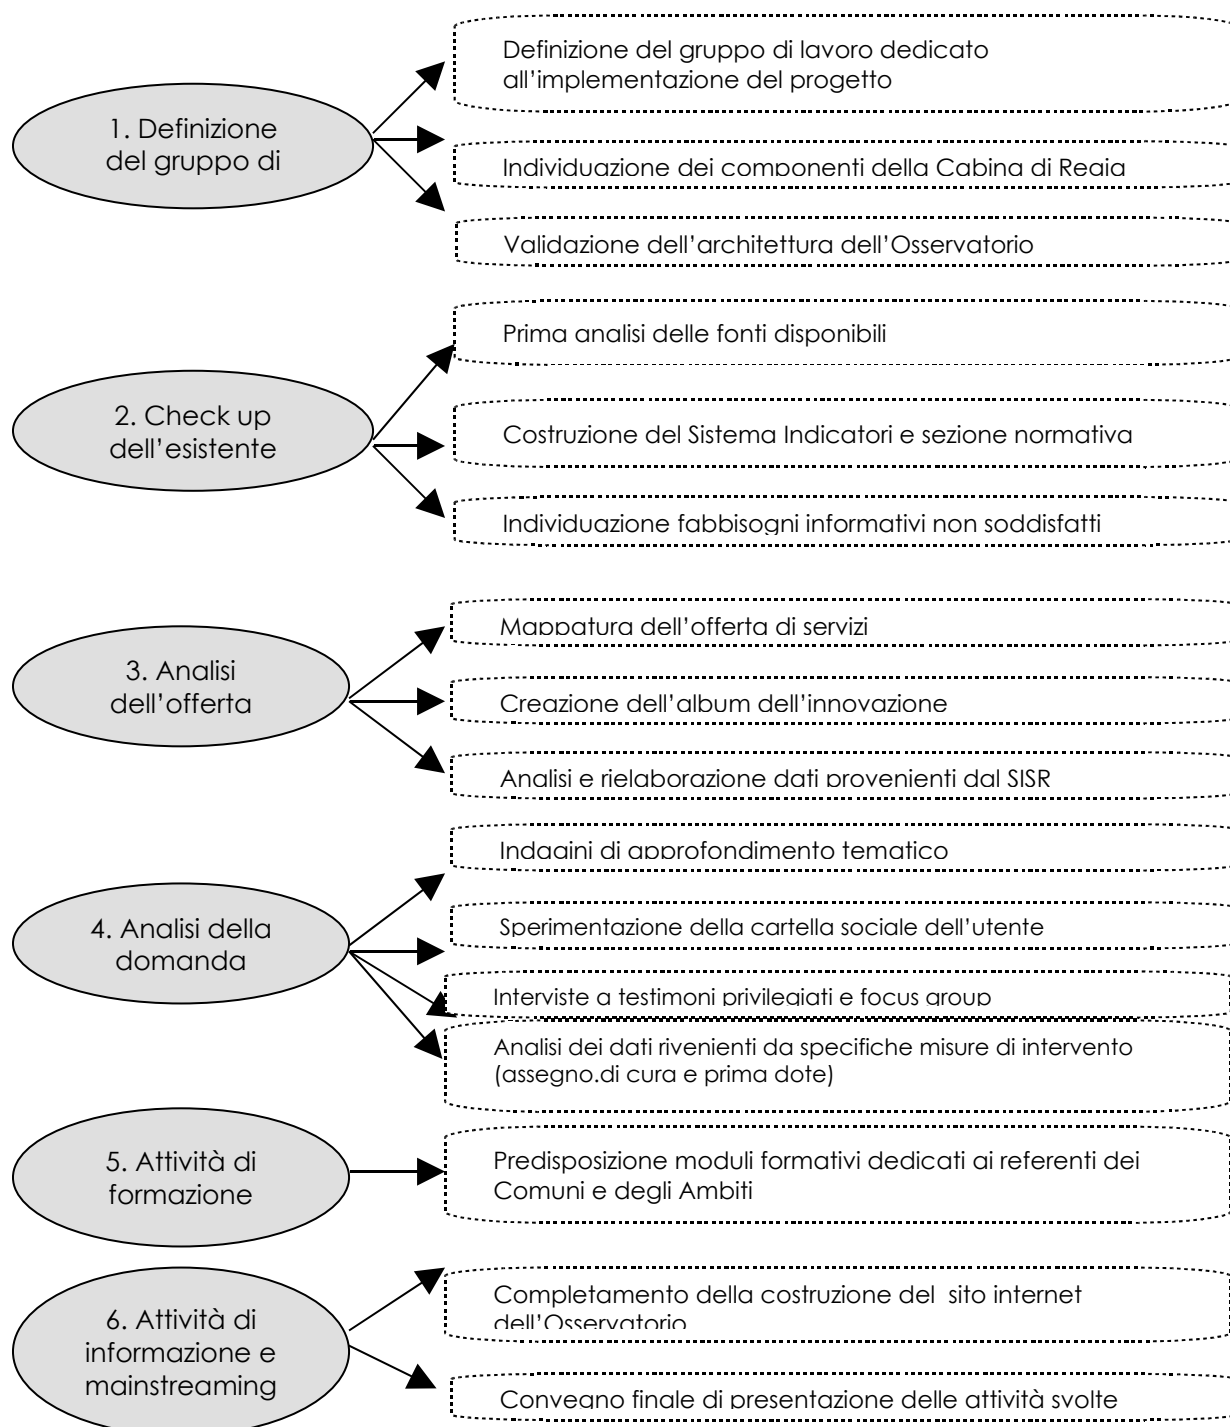 1. Definizione
del gruppo di
Definizione del gruppo di lavoro dedicato
all’implementazione del progetto
Individuazione dei componenti della Cabina di Regia
Validazione dell’architettura dell’Osservatorio
2. Check up
dell’esistente
Prima analisi delle fonti disponibili
Costruzione del Sistema Indicatori e sezione normativa
Individuazione fabbisogni informativi non soddisfatti
3. Analisi
dell’offerta
Mappatura dell’offerta di servizi
Creazione dell’album dell’innovazione
Analisi e rielaborazione dati provenienti dal SISR
4. Analisi della
domanda
Indagini di approfondimento tematico
Sperimentazione della cartella sociale dell’utente
Interviste a testimoni privilegiati e focus group
Analisi dei dati rivenienti da specifiche misure di intervento
(assegno.di cura e prima dote)
5. Attività di
formazione
Predisposizione moduli formativi dedicati ai referenti dei
Comuni e degli Ambiti
6. Attività di
informazione e
mainstreaming
Completamento della costruzione del  sito internet
dell’Osservatorio
Convegno finale di presentazione delle attività svolte